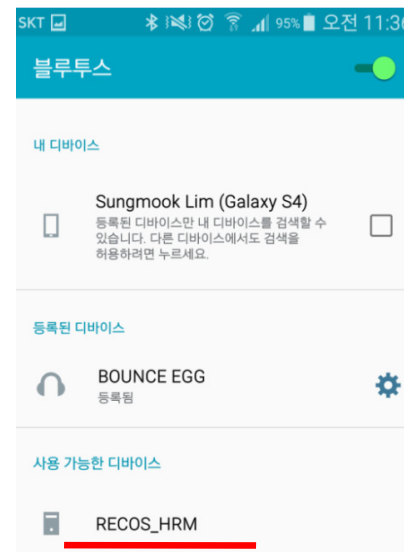 SKT 95% 오전 11:36
블루투스
내 디바이스
Sungmook Lim (Galaxy S4)
등록된 디바이스만 내 디바이스를 검색할 수
있습니다. 다른 디바이스에서도 검색을
허용하려면 누르세요.
등록된 디바이스
BOUNCE EGG
등록됨
사용 가능한 디바이스
RECOS_HRM